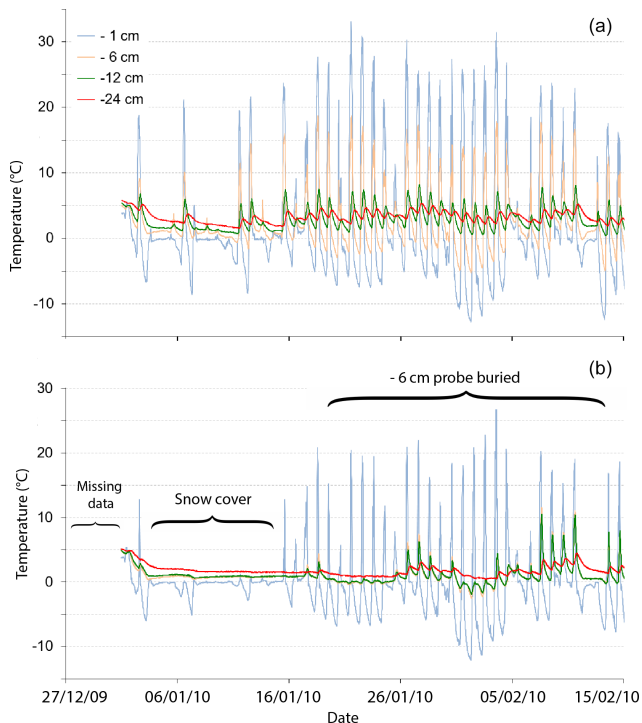 (a)
- 1 cm
- 6 cm
-12 cm
-24 cm
30
20
10
0
-10
Temperature (°C)
(b)
- 6 cm probe buried
Missing
data
Snow cover
30
20
10
0
-10
Temperature (°C)
27/12/09 06/01/10 16/01/10 26/01/10 05/02/10 15/02/10
Date